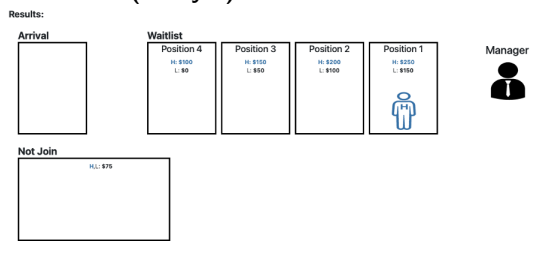 Results:
Arrival
Waitlist
Position 4
Position 3
Position 2
Position 1
H: $100
H: $150
H: $200
H: $250
L: $0
L: $50
L: $100
L: $150
H
Manager
Not Join
H,L: $75